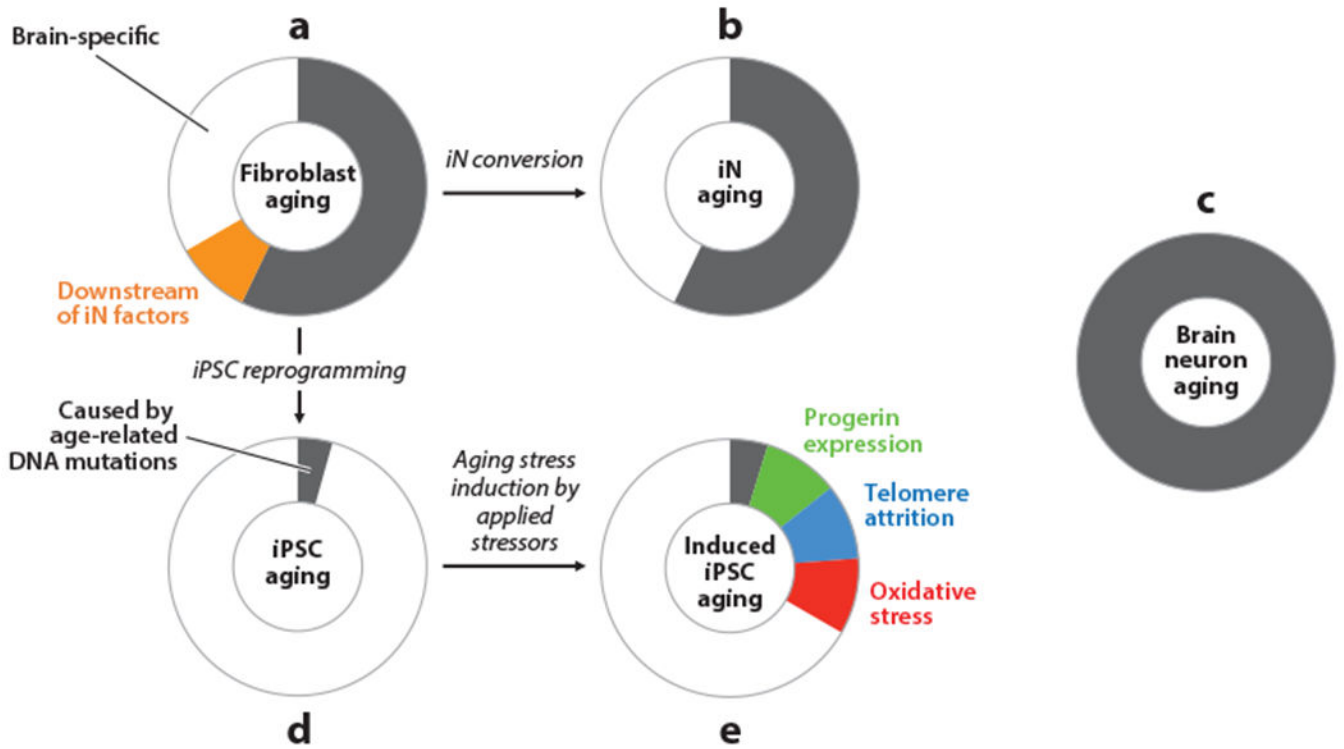 a
b
Brain-specific
Fibroblast
aging
iN conversion
iN
aging
c
Downstream
of iN factors
Brain
neuron
aging
iPSC reprogramming
Caused by
age-related
DNA mutations
Aging stress
induction by
applied
stressors
Progerin
expression
Telomere
attrition
iPSC
aging
Induced
iPSC
aging
Oxidative
stress
d
e